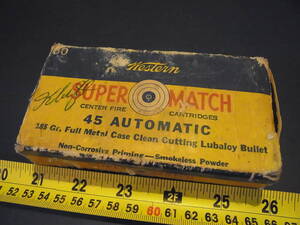 50
Western
SUPER MATCH
CENTER FIRE CARTRIDGES
45 AUTOMATIC
185 Gr. Full Metal Case Clean Cutting Lubaloy Bullet
Non-Corrosive Priming—Smokeless Powder
20 21 22 23 24 25 26
2F
52 53 54 55 56 57 58 59 60 61 62 63 64 65 66